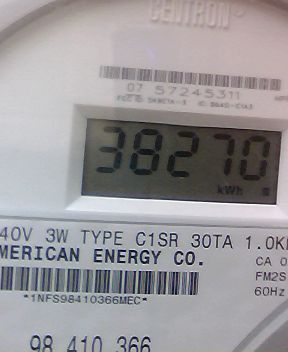 CENTRON®
07 57245311
38270
kWh
40V 3W TYPE C1SR 30TA 1.0K
MERICAN ENERGY CO.
CA 0
FM2S
60Hz
*1NFS98410366MEC*
98 410 366